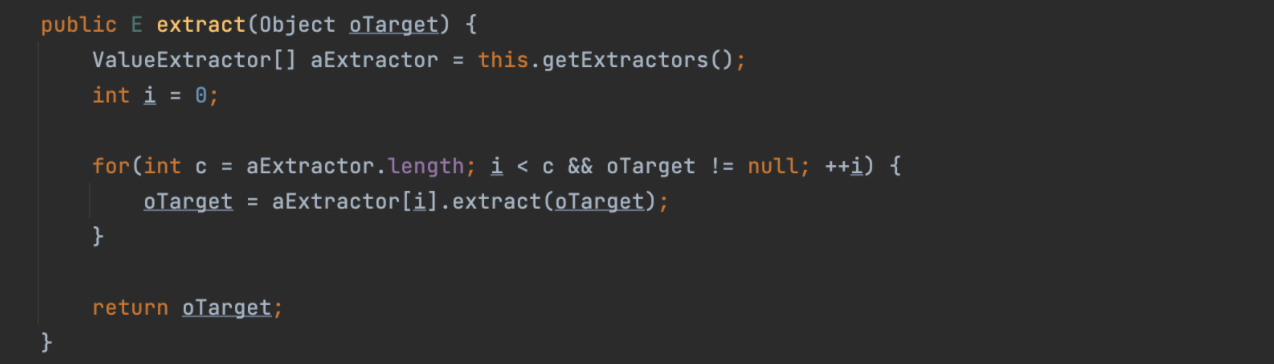 public E extract(Object oTarget) {
    ValueExtractor[] aExtractor = this.getExtractors();
    int i = 0;

    for(int c = aExtractor.length; i < c && oTarget != null; ++i) {
        oTarget = aExtractor[i].extract(oTarget);
    }

    return oTarget;
}